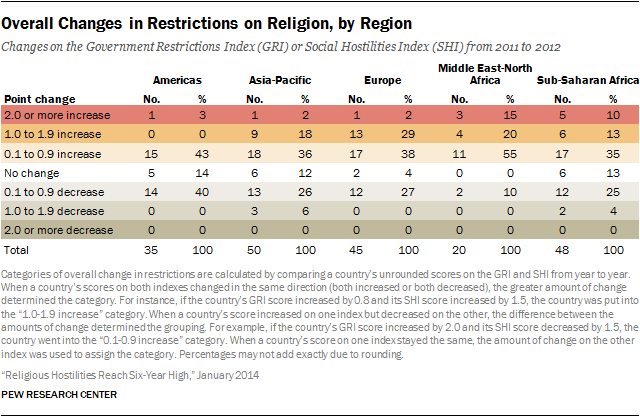 Overall Changes in Restrictions on Religion, by Region
Changes on the Government Restrictions Index (GRI) or Social Hostilities Index (SHI) from 2011 to 2012
Americas Asia-Pacific Europe Middle East-North Africa Sub-Saharan Africa
Point change No. % No. % No. % No. % No. %
2.0 or more increase 1 3 1 2 1 2 3 15 5 10
1.0 to 1.9 increase 0 0 9 18 13 29 4 20 6 13
0.1 to 0.9 increase 15 43 18 36 17 38 11 55 17 35
No change 5 14 6 12 2 4 0 0 6 13
0.1 to 0.9 decrease 14 40 13 26 12 27 2 10 12 25
1.0 to 1.9 decrease 0 0 3 6 0 0 0 0 2 4
2.0 or more decrease 0 0 0 0 0 0 0 0 0 0
Total 35 100 50 100 45 100 20 100 48 100
Categories of overall change in restrictions are calculated by comparing a country's unrounded scores on the GRI and SHI from year to year.
When a country's scores on both indexes changed in the same direction (both increased or both decreased), the greater amount of change
determined the category. For instance, if the country's GRI score increased by 0.8 and its SHI score increased by 1.5, the country was put into
the "1.0-1.9 increase" category. When a country's score increased on one index but decreased on the other, the difference between the
amounts of change determined the grouping. For example, if the country's GRI score increased by 2.0 and its SHI score decreased by 1.5, the
country went into the "0.1-0.9 increase" category. When a country's score on one index stayed the same, the amount of change on the other
index was used to assign the category. Percentages may not add exactly due to rounding.
"Religious Hostilities Reach Six-Year High," January 2014
PEW RESEARCH CENTER